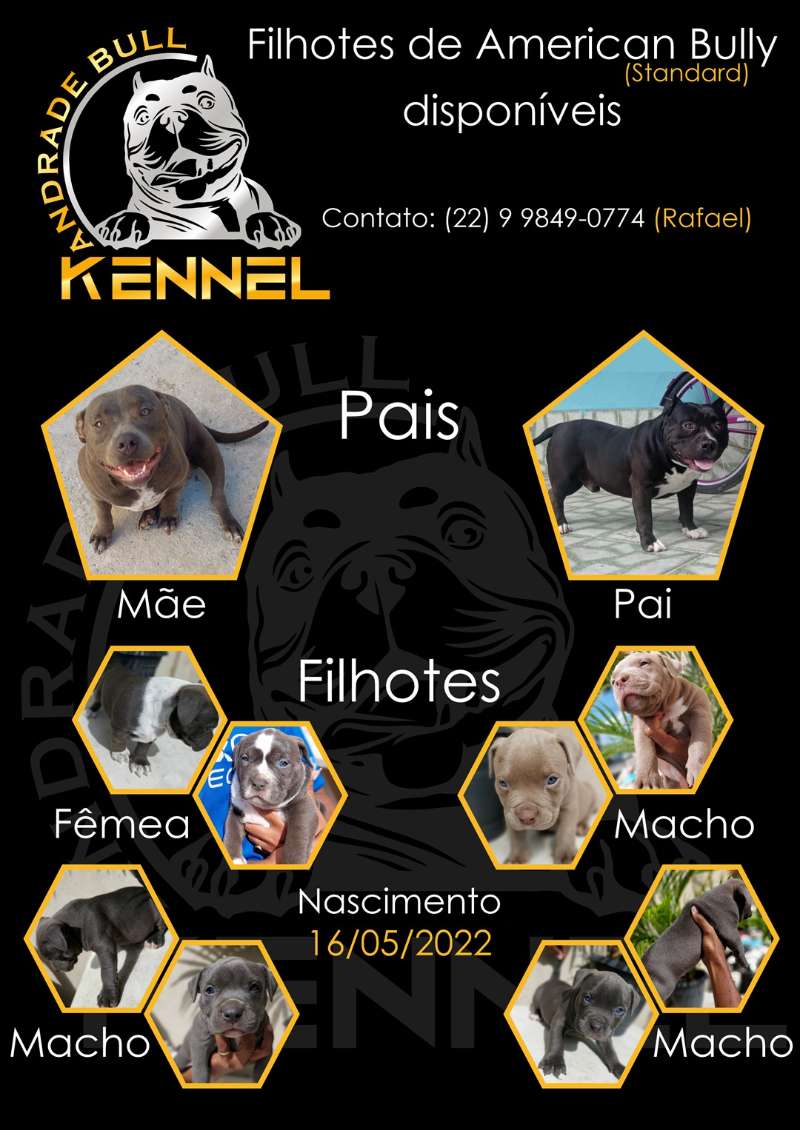 ANDRADE BULL
KENNEL
Filhotes de American Bully
(Standard)
disponíveis
Contato: (22) 9 9849-0774 (Rafael)
Pais
Mãe
Pai
Filhotes
Fêmea
Macho
Nascimento
16/05/2022
Macho
Macho